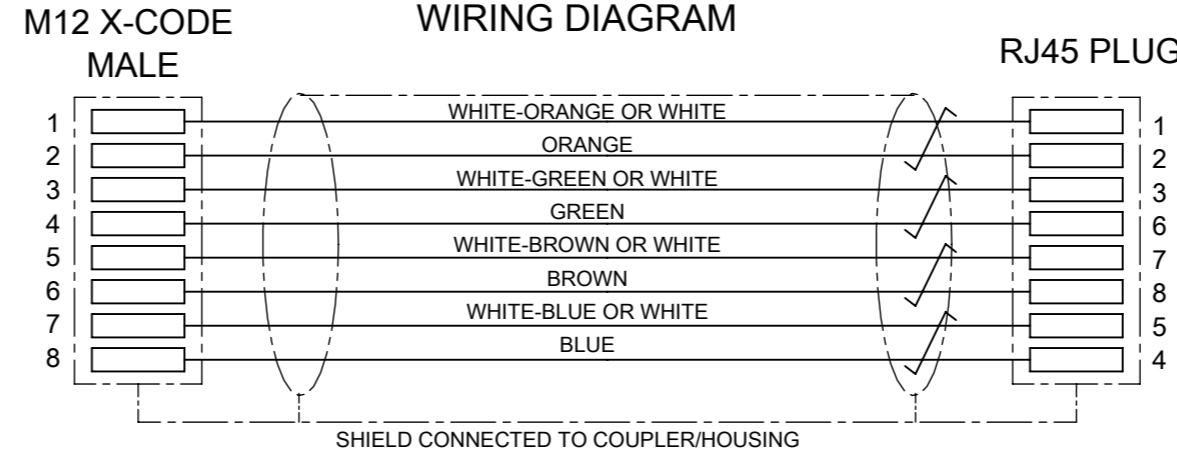 WIRING DIAGRAM
M12 X-CODE
MALE
RJ45 PLUG
1 WHITE-ORANGE OR WHITE 1
2 ORANGE 2
3 WHITE-GREEN OR WHITE 3
4 GREEN 6
5 WHITE-BROWN OR WHITE 7
6 BROWN 8
7 WHITE-BLUE OR WHITE 5
8 BLUE 4
SHIELD CONNECTED TO COUPLER/HOUSING